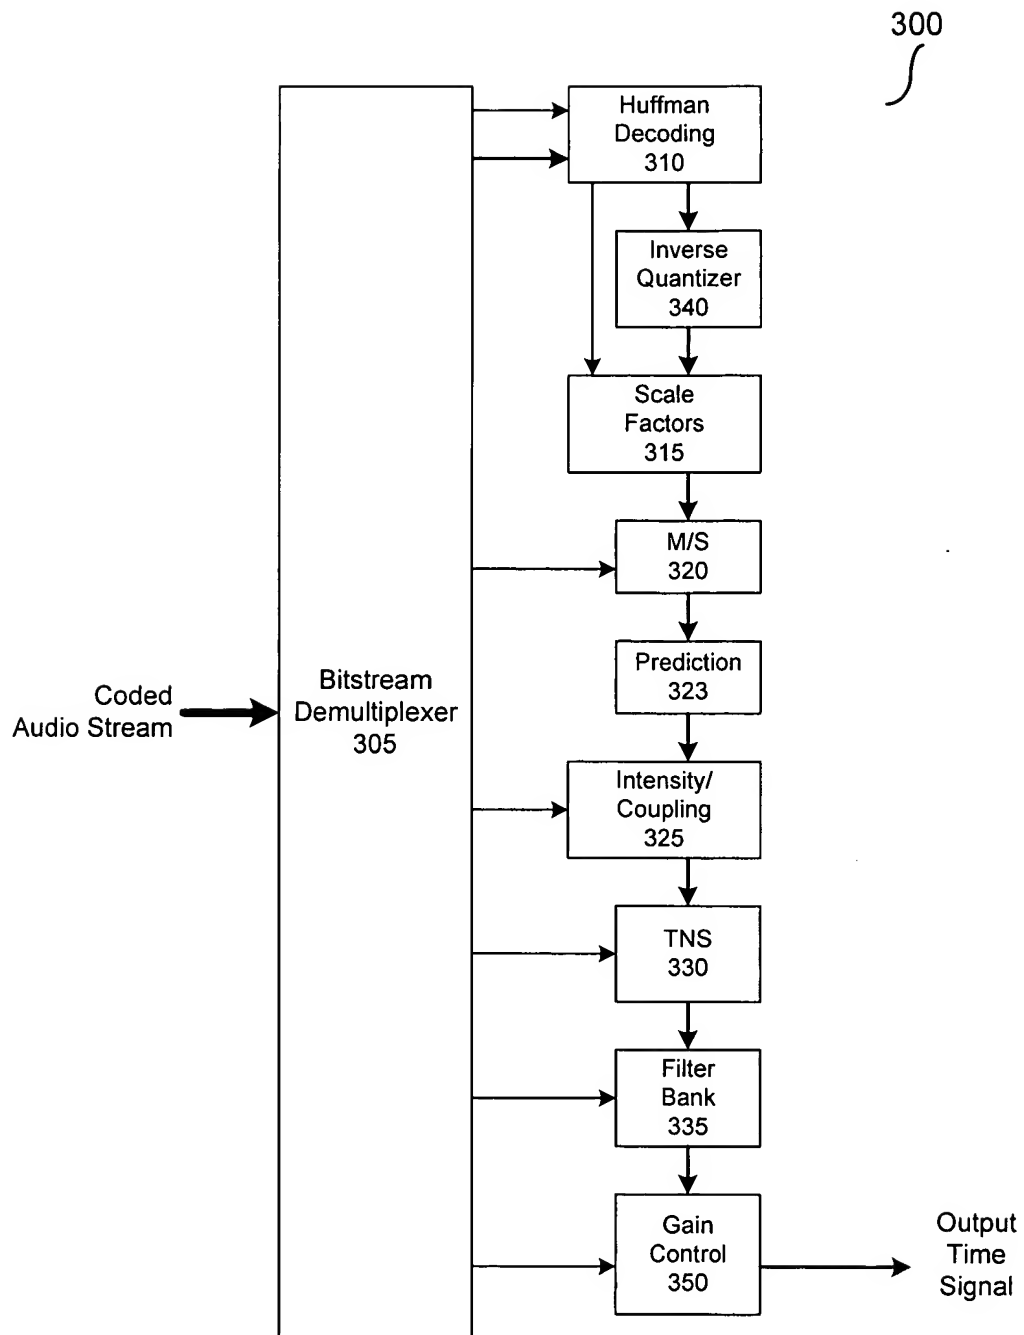 300
Huffman
Decoding
310
Inverse
Quantizer
340
Scale
Factors
315
M/S
320
Prediction
323
Coded
Audio Stream
Bitstream
Demultiplexer
305
Intensity/
Coupling
325
TNS
330
Filter
Bank
335
Gain
Control
350
Output
Time
Signal